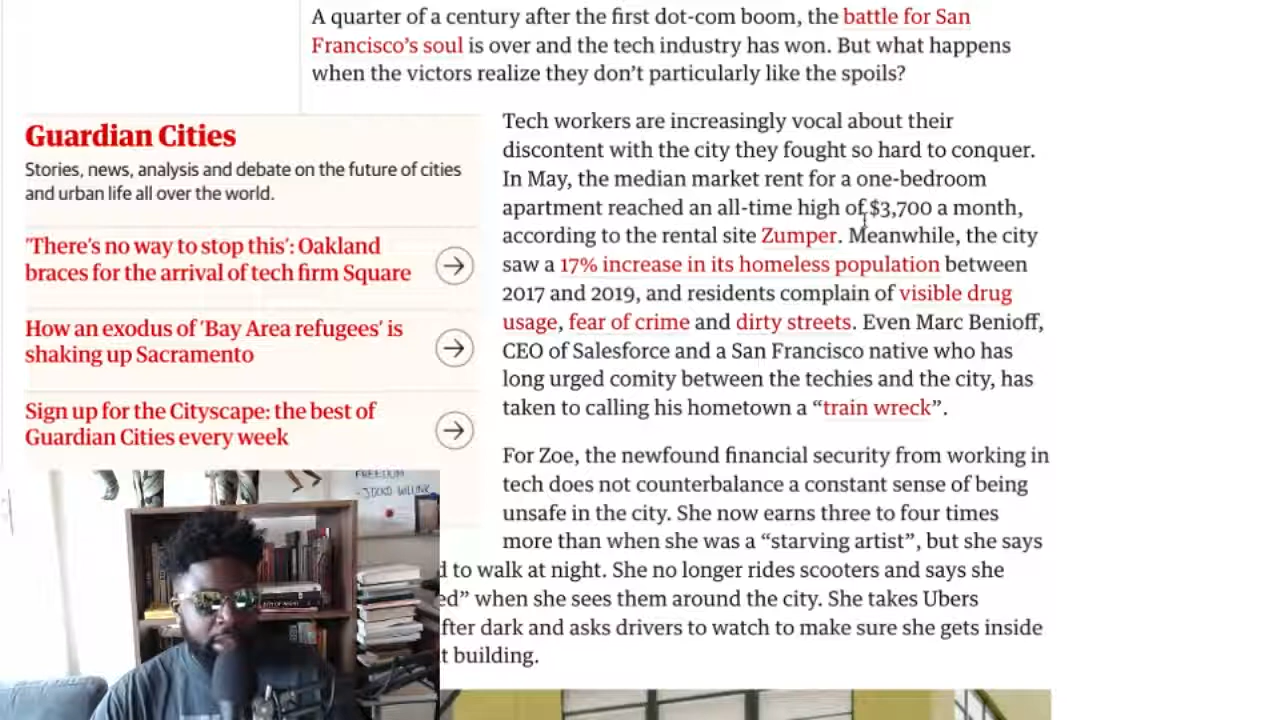 A quarter of a century after the first dot-com boom, the battle for San
Francisco’s soul is over and the tech industry has won. But what happens
when the victors realize they don’t particularly like the spoils?
Guardian Cities
Stories, news, analysis and debate on the future of cities
and urban life all over the world.
'There’s no way to stop this’: Oakland
braces for the arrival of tech firm Square
How an exodus of ‘Bay Area refugees’ is
shaking up Sacramento
Sign up for the Cityscape: the best of
Guardian Cities every week
Tech workers are increasingly vocal about their
discontent with the city they fought so hard to conquer.
In May, the median market rent for a one-bedroom
apartment reached an all-time high of $3,700 a month,
according to the rental site Zumper. Meanwhile, the city
saw a 17% increase in its homeless population between
2017 and 2019, and residents complain of visible drug
usage, fear of crime and dirty streets. Even Marc Benioff,
CEO of Salesforce and a San Francisco native who has
long urged comity between the techies and the city, has
taken to calling his hometown a “train wreck”.
For Zoe, the newfound financial security from working in
tech does not counterbalance a constant sense of being
unsafe in the city. She now earns three to four times
more than when she was a “starving artist”, but she says
d to walk at night. She no longer rides scooters and says she
ed” when she sees them around the city. She takes Ubers
fter dark and asks drivers to watch to make sure she gets inside
t building.
FREEDOM
- JOCKO WILLINK